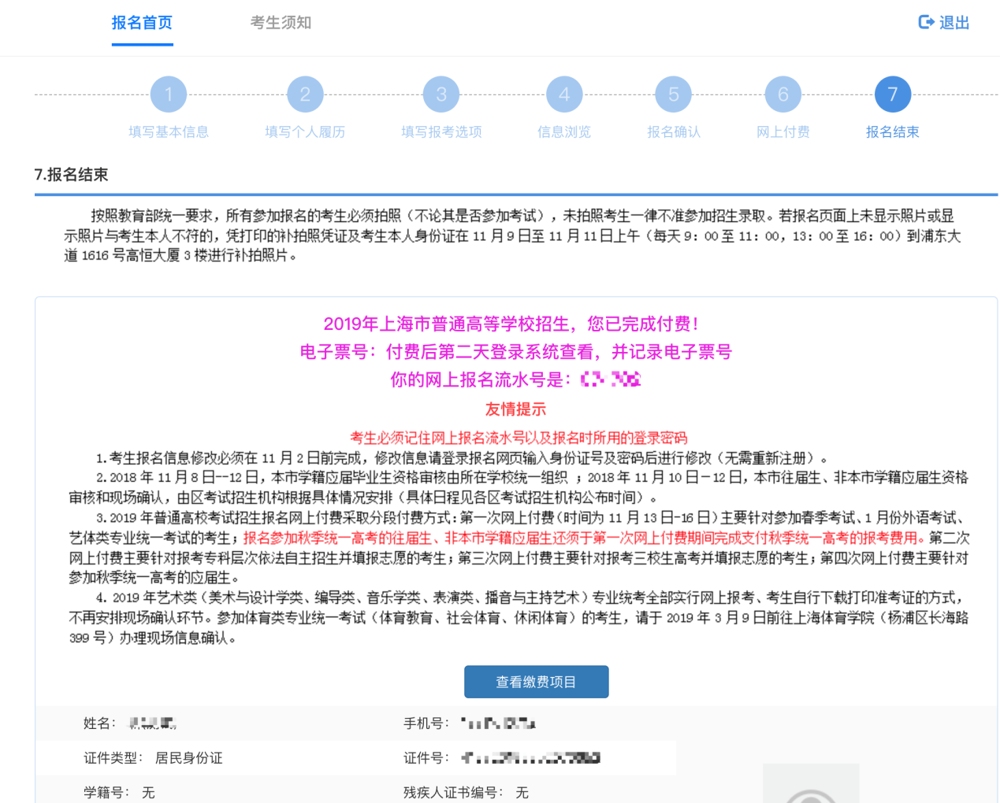 报名首页
考生须知
退出
1
2
3
4
5
6
7
填写基本信息
填写个人履历
填写报考选项
信息浏览
报名确认
网上付费
报名结束
7.报名结束
按照教育部统一要求，所有参加报名的考生必须拍照（不论其是否参加考试），未拍照考生一律不准参加招生录取。若报名页面上未显示照片或显
示照片与考生本人不符的，凭打印的补拍照凭证及考生本人身份证在 11 月 9 日至 11 月 11 日上午（每天 9：00 至 11：00，13：00 至 16：00）到浦东大
道 1616 号高恒大厦 3 楼进行补拍照片。
2019年上海市普通高等学校招生，您已完成付费！
电子票号：付费后第二天登录系统查看，并记录电子票号
你的网上报名流水号是：
友情提示
考生必须记住网上报名流水号以及报名时所用的登录密码
1.考生报名信息修改必须在 11 月 2 日前完成，修改信息请登录报名网页输入身份证号及密码后进行修改（无需重新注册）。
2.2018 年 11 月 8 日--12 日，本市学籍应届毕业生资格审核由所在学校统一组织 ；2018 年 11 月 10 日－12 日，本市往届生、非本市学籍应届生资格
审核和现场确认，由区考试招生机构根据具体情况安排（具体日程见各区考试招生机构公布时间）。
3.2019 年普通高校考试招生报名网上付费采取分段付费方式：第一次网上付费（时间为 11 月 13 日-16 日）主要针对参加春季考试、1 月份外语考试、
艺体类专业统一考试的考生；报名参加秋季统一高考的往届生、非本市学籍应届生还须于第一次网上付费期间完成支付秋季统一高考的报考费用。第二次
网上付费主要针对报考专科层次依法自主招生并填报志愿的考生；第三次网上付费主要针对报考三校生高考并填报志愿的考生；第四次网上付费主要针对
参加秋季统一高考的应届生。
4. 2019 年艺术类（美术与设计学类、编导类、音乐学类、表演类、播音与主持艺术）专业统考全部实行网上报考、考生自行下载打印准考证的方式，
不再安排现场确认环节。参加体育类专业统一考试（体育教育、社会体育、休闲体育）的考生，请于 2019 年 3 月 9 日前往上海体育学院（杨浦区长海路
399 号）办理现场信息确认。
查看缴费项目
姓名：
手机号：
证件类型： 居民身份证
证件号：
学籍号： 无
残疾人证书编号： 无